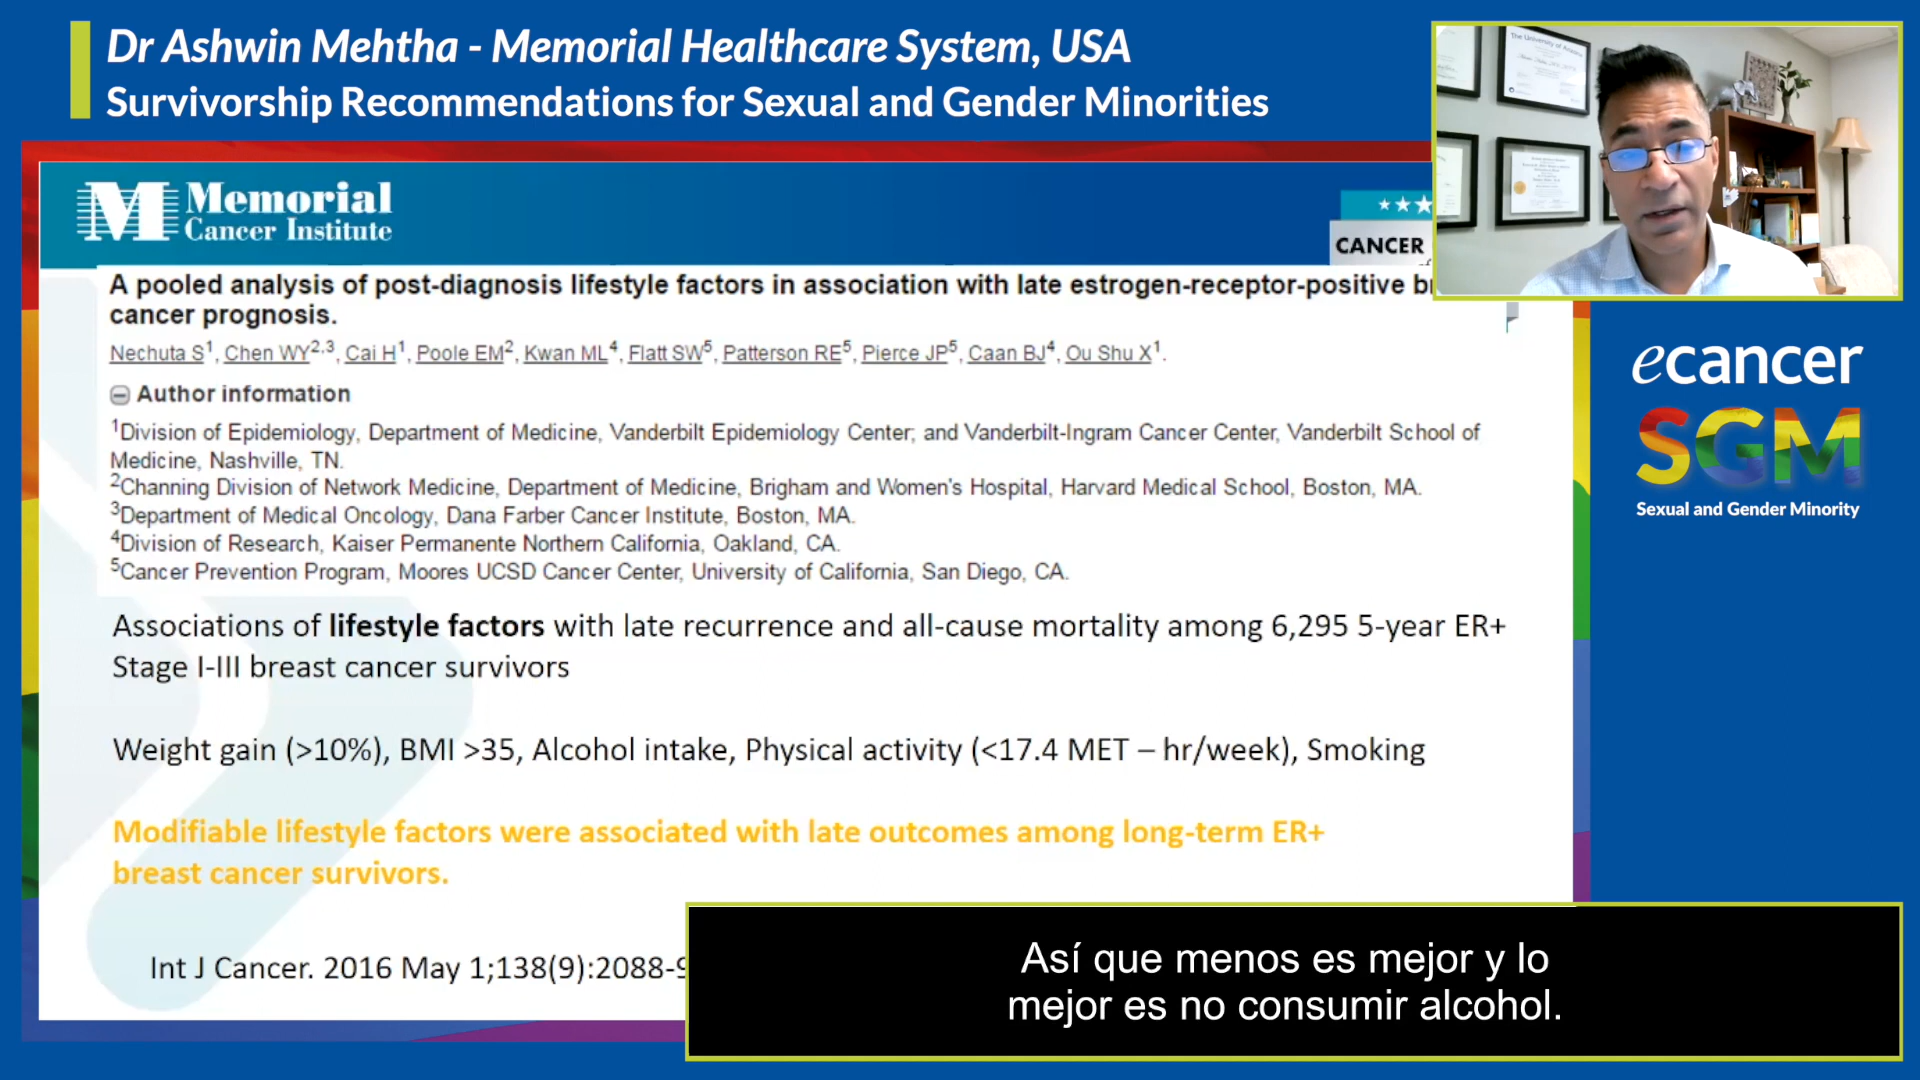 Dr Ashwin Mehtha - Memorial Healthcare System, USA
Survivorship Recommendations for Sexual and Gender Minorities
Memorial
Cancer Institute
CANCER
A pooled analysis of post-diagnosis lifestyle factors in association with late estrogen-receptor-positive
cancer prognosis.
Nechuta S1, Chen WY2,3, Cai H1, Poole EM2, Kwan ML4, Flatt SW5, Patterson RE5, Pierce JP5, Caan BJ4, Ou Shu X1.
Author information
1Division of Epidemiology, Department of Medicine, Vanderbilt Epidemiology Center; and Vanderbilt-Ingram Cancer Center, Vanderbilt School of
Medicine, Nashville, TN.
2Channing Division of Network Medicine, Department of Medicine, Brigham and Women's Hospital, Harvard Medical School, Boston, MA.
3Department of Medical Oncology, Dana Farber Cancer Institute, Boston, MA.
4Division of Research, Kaiser Permanente Northern California, Oakland, CA.
5Cancer Prevention Program, Moores UCSD Cancer Center, University of California, San Diego, CA.
Associations of lifestyle factors with late recurrence and all-cause mortality among 6,295 5-year ER+
Stage I-III breast cancer survivors
Weight gain (>10%), BMI >35, Alcohol intake, Physical activity (<17.4 MET – hr/week), Smoking
Modifiable lifestyle factors were associated with late outcomes among long-term ER+
breast cancer survivors.
Int J Cancer. 2016 May 1;138(9):2088-9
ecancer
SGM
Sexual and Gender Minority
Así que menos es mejor y lo
mejor es no consumir alcohol.